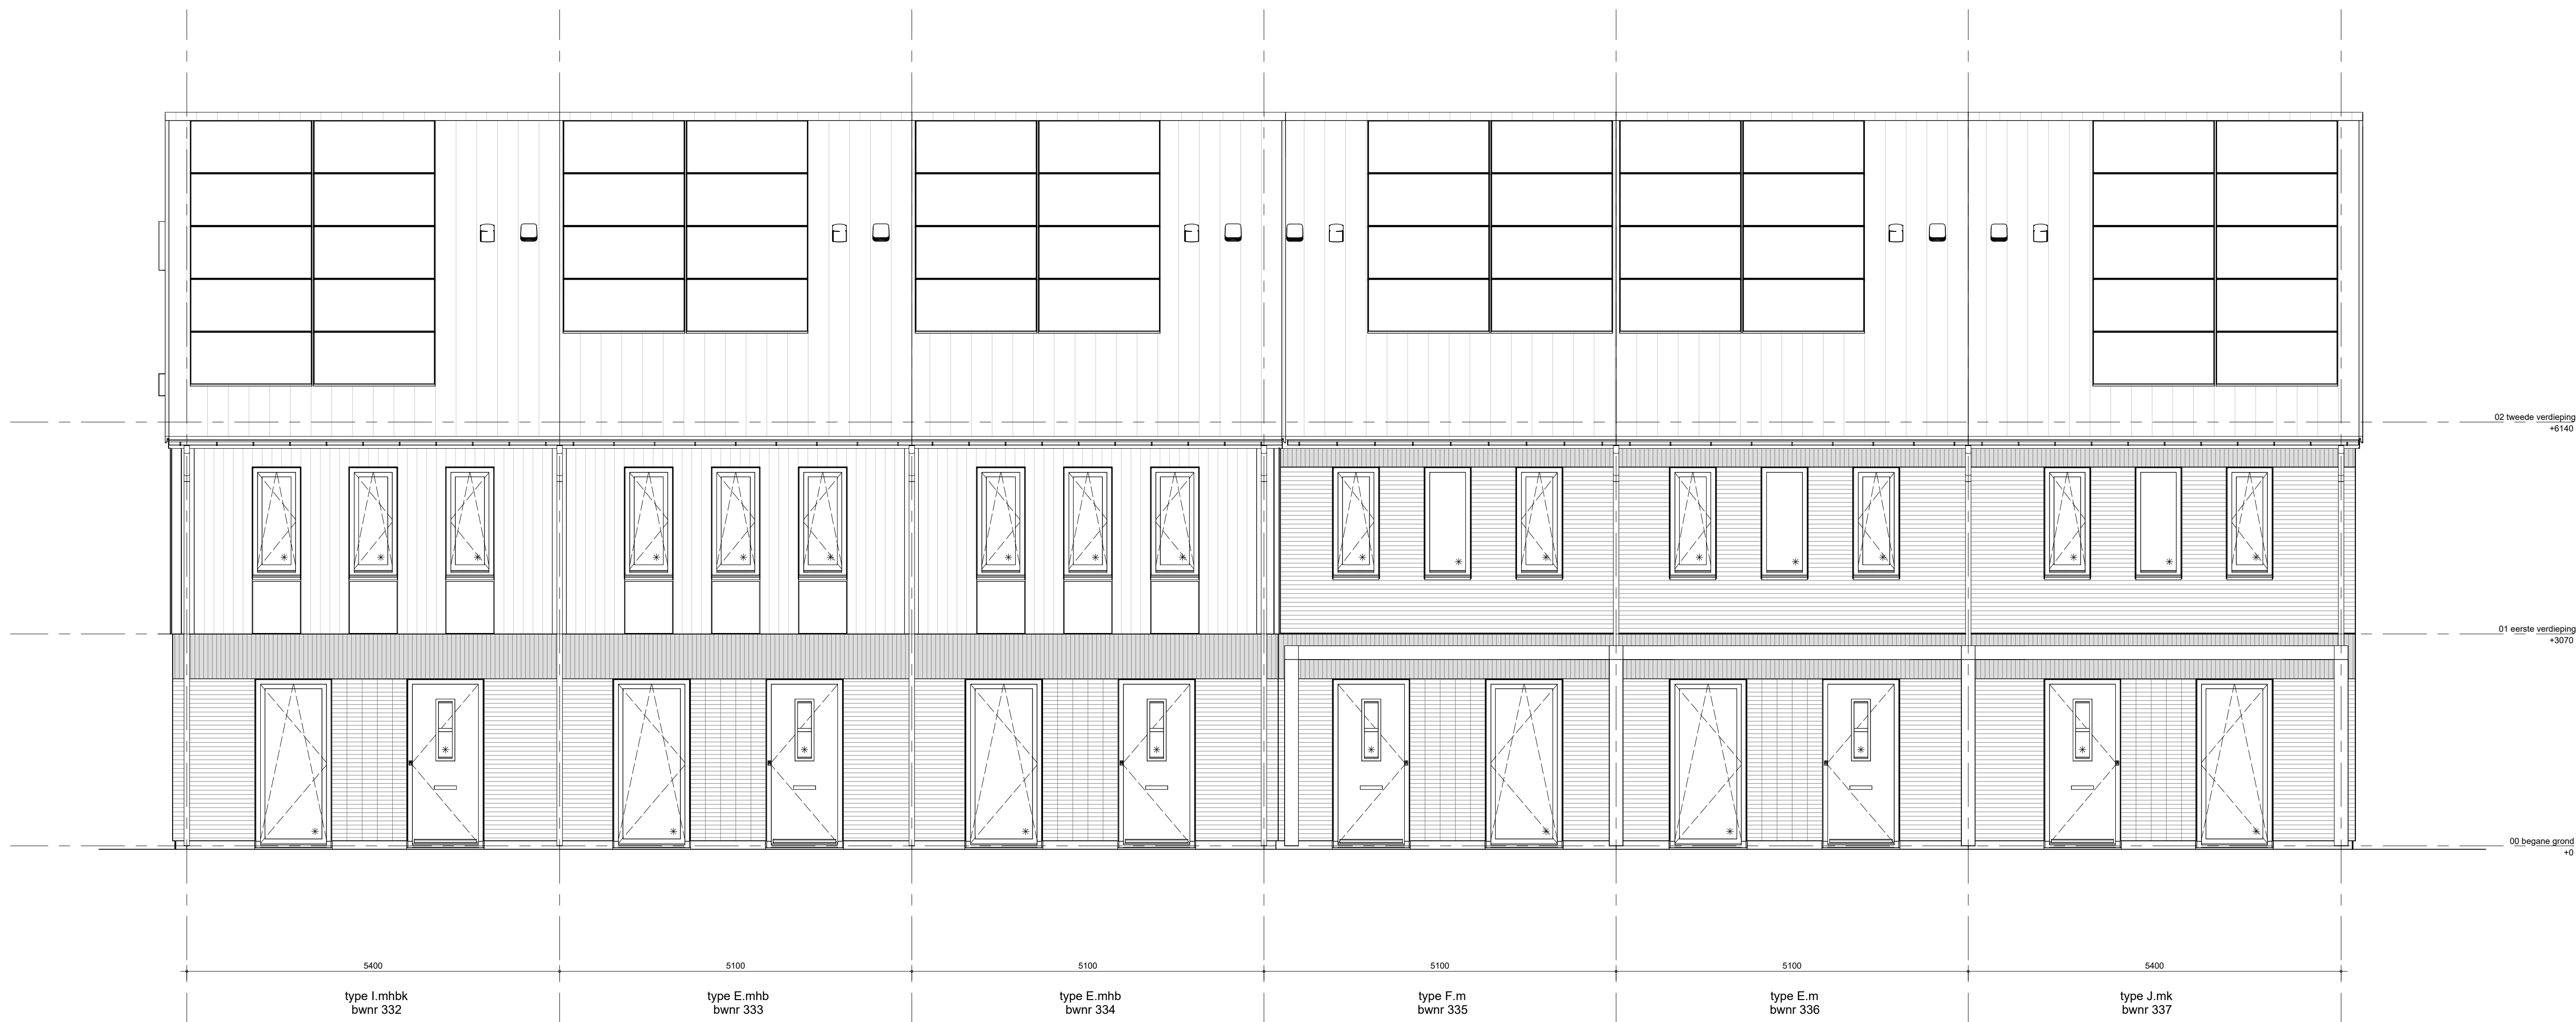 02 tweede verdieping
+6140
01 eerste verdieping
+3070
00 begane grond
+0
5400
5100
5100
5100
5100
5400
type I.mhbk
bwnr 332
type E.mhb
bwnr 333
type E.mhb
bwnr 334
type F.m
bwnr 335
type E.m
bwnr 336
type J.mk
bwnr 337